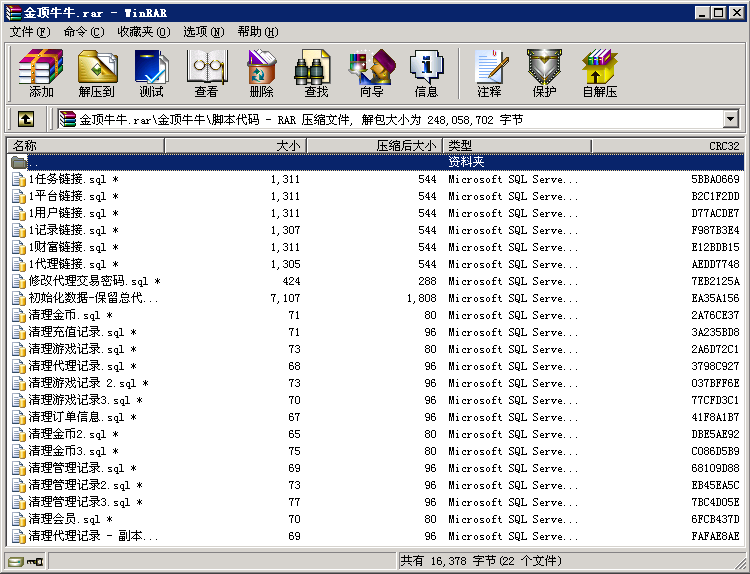 金顶牛牛.rar - WinRAR
文件(F) 命令(C) 收藏夹(O) 选项(N) 帮助(H)
添加 解压到 测试 查看 删除 查找 向导 信息 注释 保护 自解压
金顶牛牛.rar\金顶牛牛\脚本代码 - RAR 压缩文件, 解包大小为 248,058,702 字节
名称 大小 压缩后大小 类型 CRC32
.. 资料夹
1任务链接.sql * 1,311 544 Microsoft SQL Serve... 5BBA0669
1平台链接.sql * 1,311 544 Microsoft SQL Serve... B2C1F2DD
1用户链接.sql * 1,311 544 Microsoft SQL Serve... D77ACDE7
1记录链接.sql * 1,307 544 Microsoft SQL Serve... F987B3E4
1财富链接.sql * 1,311 544 Microsoft SQL Serve... E12BDB15
1代理链接.sql * 1,305 544 Microsoft SQL Serve... AEDD7748
修改代理交易密码.sql * 424 288 Microsoft SQL Serve... 7EB2125A
初始化数据-保留总代... 7,107 1,808 Microsoft SQL Serve... EA35A156
清理金币.sql * 71 80 Microsoft SQL Serve... 2A76CE37
清理充值记录.sql * 71 96 Microsoft SQL Serve... 3A235BD8
清理游戏记录.sql * 73 80 Microsoft SQL Serve... 2A6D72C1
清理代理记录.sql * 68 96 Microsoft SQL Serve... 3798C927
清理游戏记录 2.sql * 73 96 Microsoft SQL Serve... 037BFF6E
清理游戏记录3.sql * 70 96 Microsoft SQL Serve... 77CFD3C1
清理订单信息.sql * 67 96 Microsoft SQL Serve... 41F8A1B7
清理金币2.sql * 65 80 Microsoft SQL Serve... DBE5AE92
清理金币3.sql * 75 80 Microsoft SQL Serve... C086D5B9
清理管理记录.sql * 69 96 Microsoft SQL Serve... 68109D88
清理管理记录2.sql * 73 96 Microsoft SQL Serve... EB45EA5C
清理管理记录3.sql * 77 96 Microsoft SQL Serve... 7BC4D05E
清理会员.sql * 70 80 Microsoft SQL Serve... 6FCB437D
清理代理记录 - 副本... 69 96 Microsoft SQL Serve... FAFAE8AE
共有 16,378 字节(22 个文件)